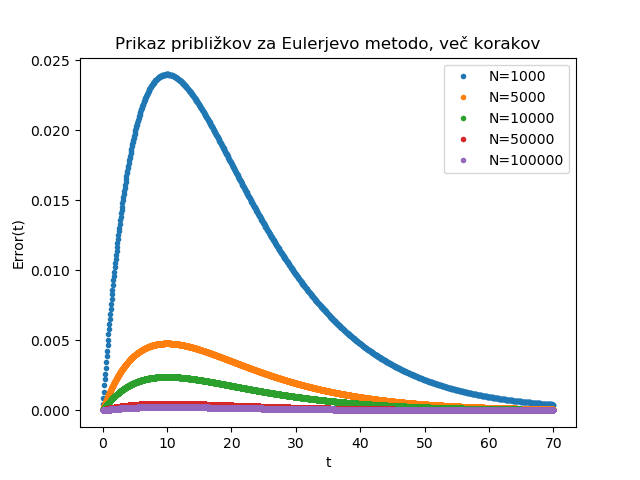 Prikaz približkov za Eulerjevo metodo, več korakov
0.025
0.020
0.015
0.010
0.005
0.000
Error(t)
N=1000
N=5000
N=10000
N=50000
N=100000
0 10 20 30 40 50 60 70
t